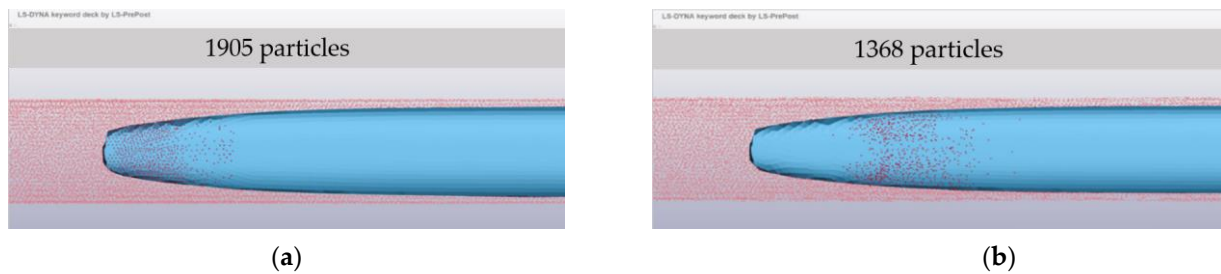 LS-DYNA keyword deck by LS-PrePost
1905 particles
(a)
LS-DYNA keyword deck by LS-PrePost
1368 particles
(b)